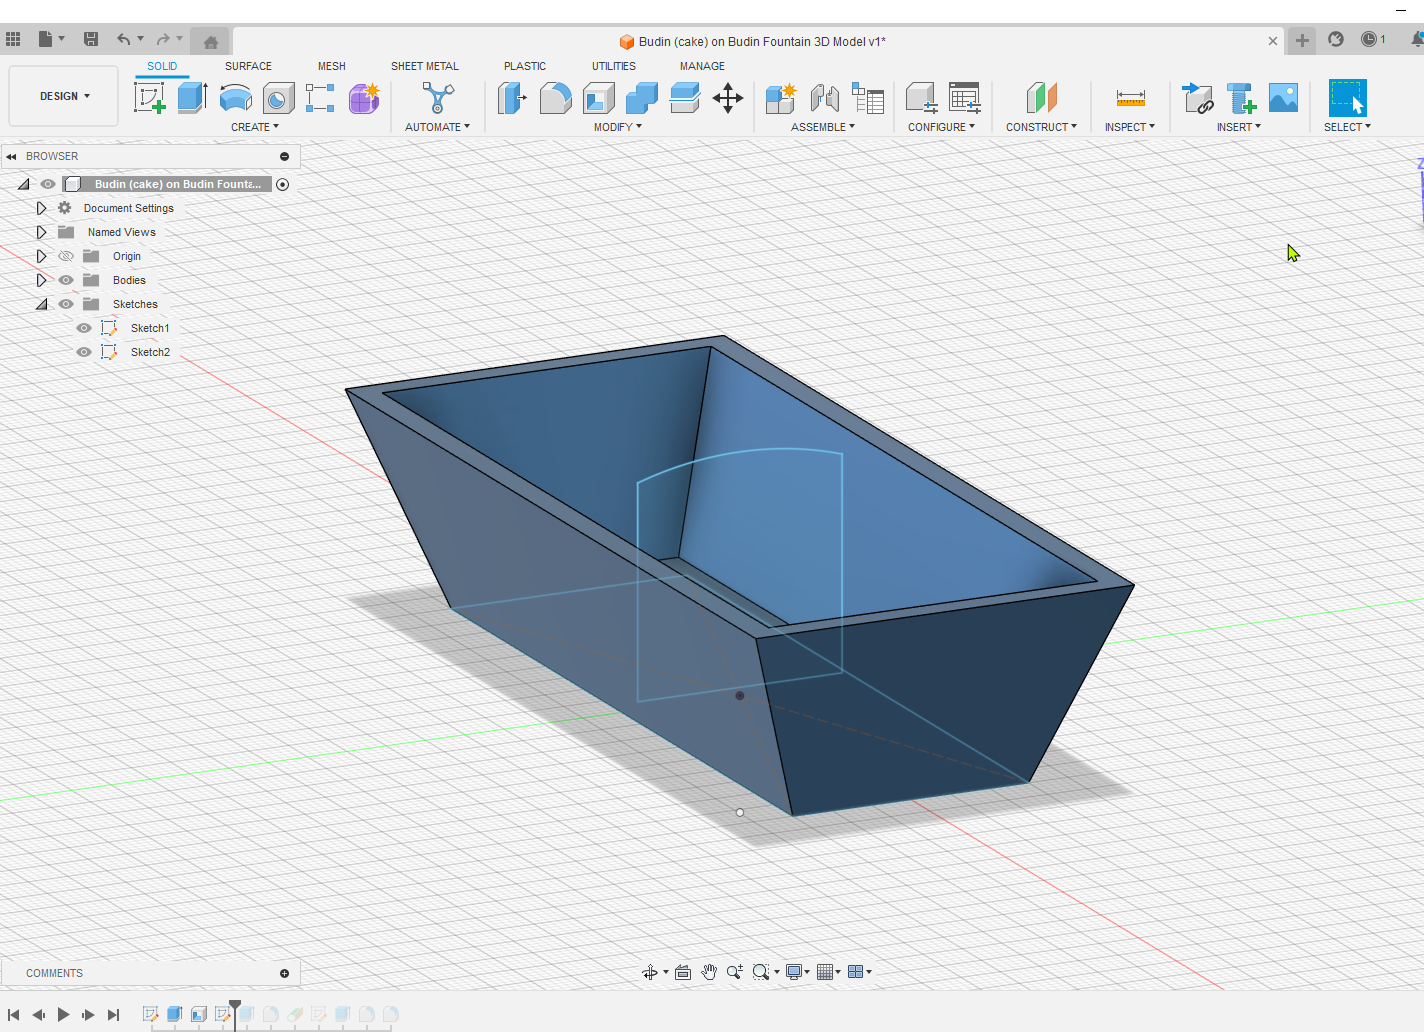 Budin (cake) on Budin Fountain 3D Model v1*
1
DESIGN
SOLID SURFACE MESH SHEET METAL PLASTIC UTILITIES MANAGE
CREATE AUTOMATE MODIFY ASSEMBLE CONFIGURE CONSTRUCT INSPECT INSERT SELECT
BROWSER
Z
Budin (cake) on Budin Founta...
Document Settings
Named Views
Origin
Bodies
Sketches
Sketch1
Sketch2
COMMENTS